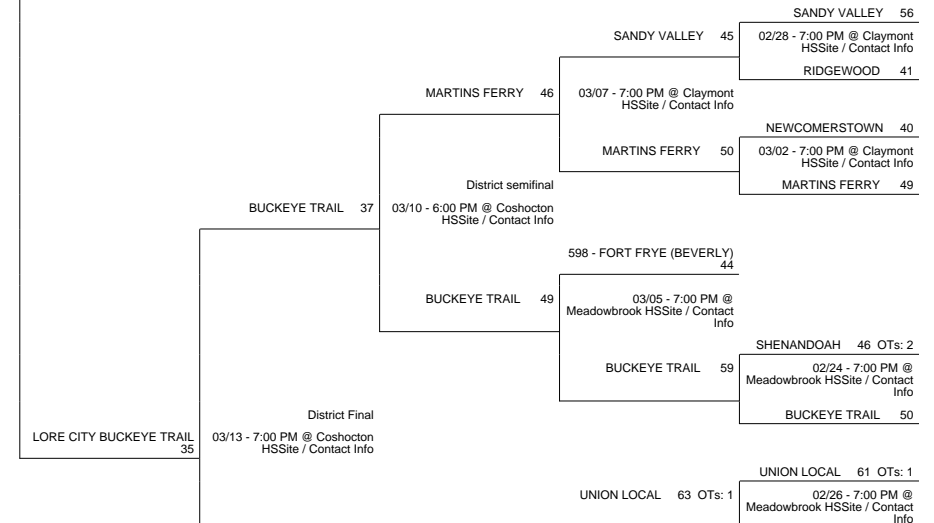 SANDY VALLEY 56
SANDY VALLEY 45
02/28 - 7:00 PM @ Claymont
HSSite / Contact Info
RIDGEWOOD 41
MARTINS FERRY 46
03/07 - 7:00 PM @ Claymont
HSSite / Contact Info
NEWCOMERSTOWN 40
MARTINS FERRY 50
03/02 - 7:00 PM @ Claymont
HSSite / Contact Info
MARTINS FERRY 49
District semifinal
BUCKEYE TRAIL 37
03/10 - 6:00 PM @ Coshocton
HSSite / Contact Info
598 - FORT FRYE (BEVERLY)
44
BUCKEYE TRAIL 49
03/05 - 7:00 PM @
Meadowbrook HSSite / Contact
Info
SHENANDOAH 46 OTs: 2
BUCKEYE TRAIL 59
02/24 - 7:00 PM @
Meadowbrook HSSite / Contact
Info
BUCKEYE TRAIL 50
District Final
LORE CITY BUCKEYE TRAIL
35
03/13 - 7:00 PM @ Coshocton
HSSite / Contact Info
UNION LOCAL 61 OTs: 1
UNION LOCAL 63 OTs: 1
02/26 - 7:00 PM @
Meadowbrook HSSite / Contact
Info